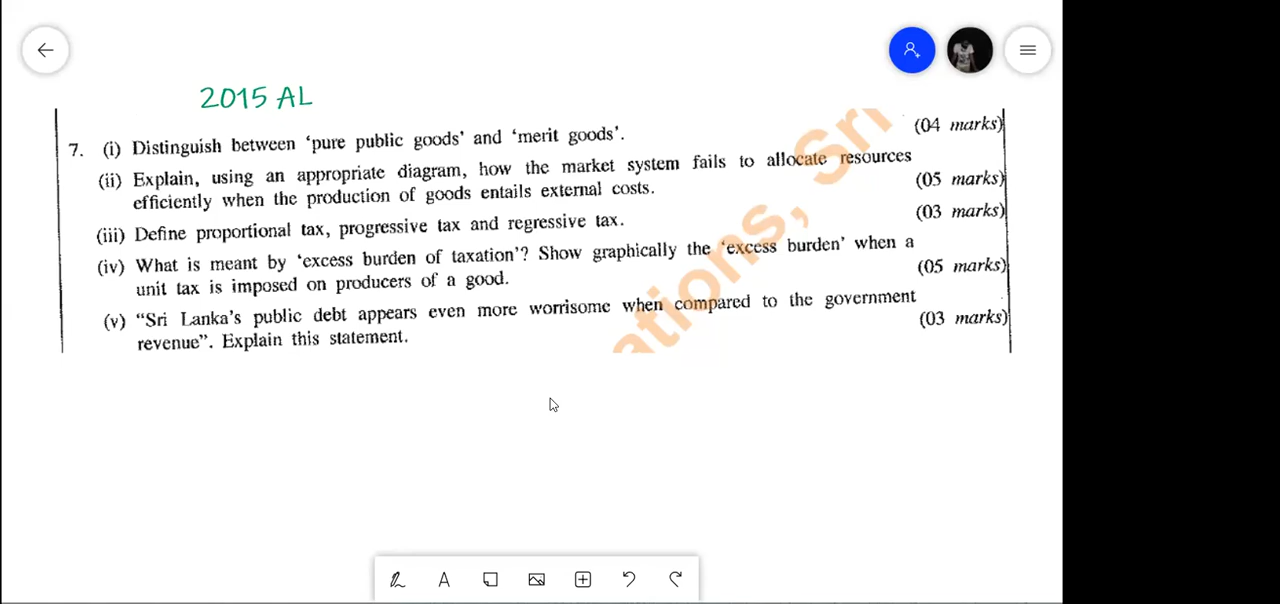 2015 AL
7. (i) Distinguish between ‘pure public goods’ and ‘merit goods’. (04 marks)
(ii) Explain, using an appropriate diagram, how the market system fails to allocate resources
efficiently when the production of goods entails external costs. (05 marks)
(iii) Define proportional tax, progressive tax and regressive tax. (03 marks)
(iv) What is meant by ‘excess burden of taxation’? Show graphically the ‘excess burden’ when a
unit tax is imposed on producers of a good. (05 marks)
(v) “Sri Lanka’s public debt appears even more worrisome when compared to the government
revenue”. Explain this statement. (03 marks)
ations, Sri
A